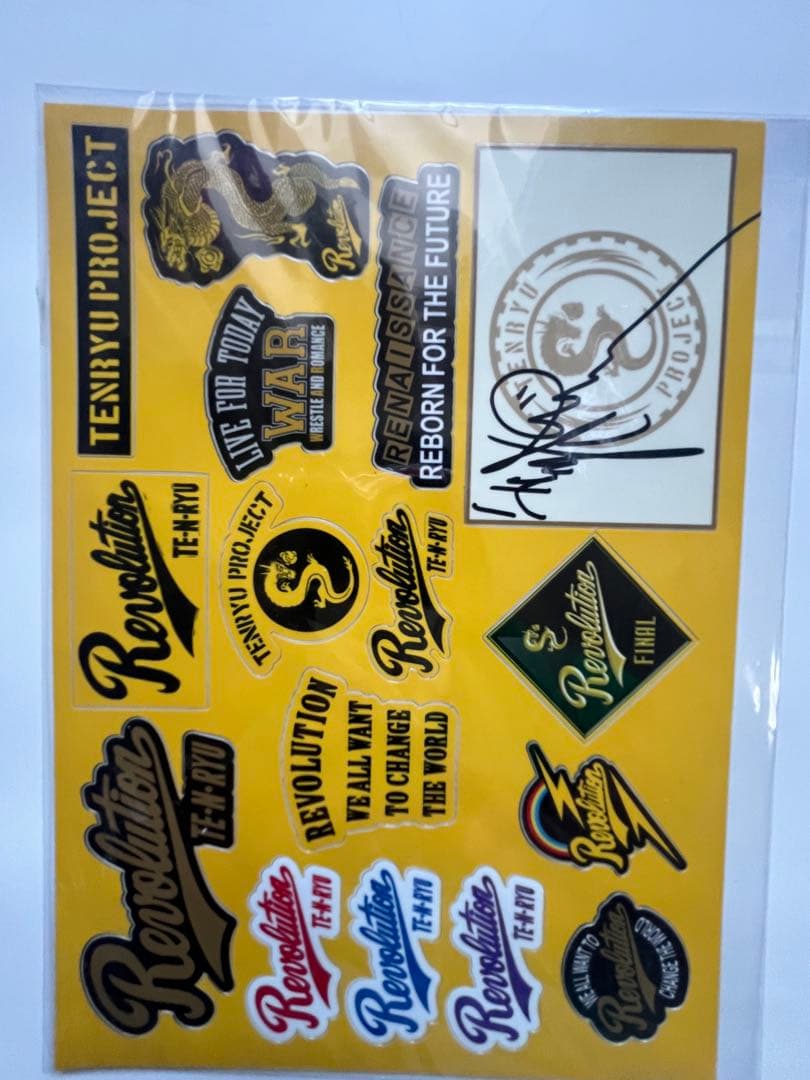 Revolution
TE-N-RYU
Revolution
TE-N-RYU
TENRYU PROJECT
Revolution
TE-N-RYU
Revolution
TE-N-RYU
Revolution
TE-N-RYU
REVOLUTION
WE ALL WANT
TO CHANGE
THE WORLD
TENRYU PROJECT
Revolution
TE-N-RYU
LIVE FOR TODAY
WAR
WRESTLE AND ROMANCE
Revolution
RENAISSANCE
REBORN FOR THE FUTURE
WE ALL WANT TO
Revolution
CHANGE THE WORLD
Revolution
Revolution
FINAL
TENRYU
PROJECT